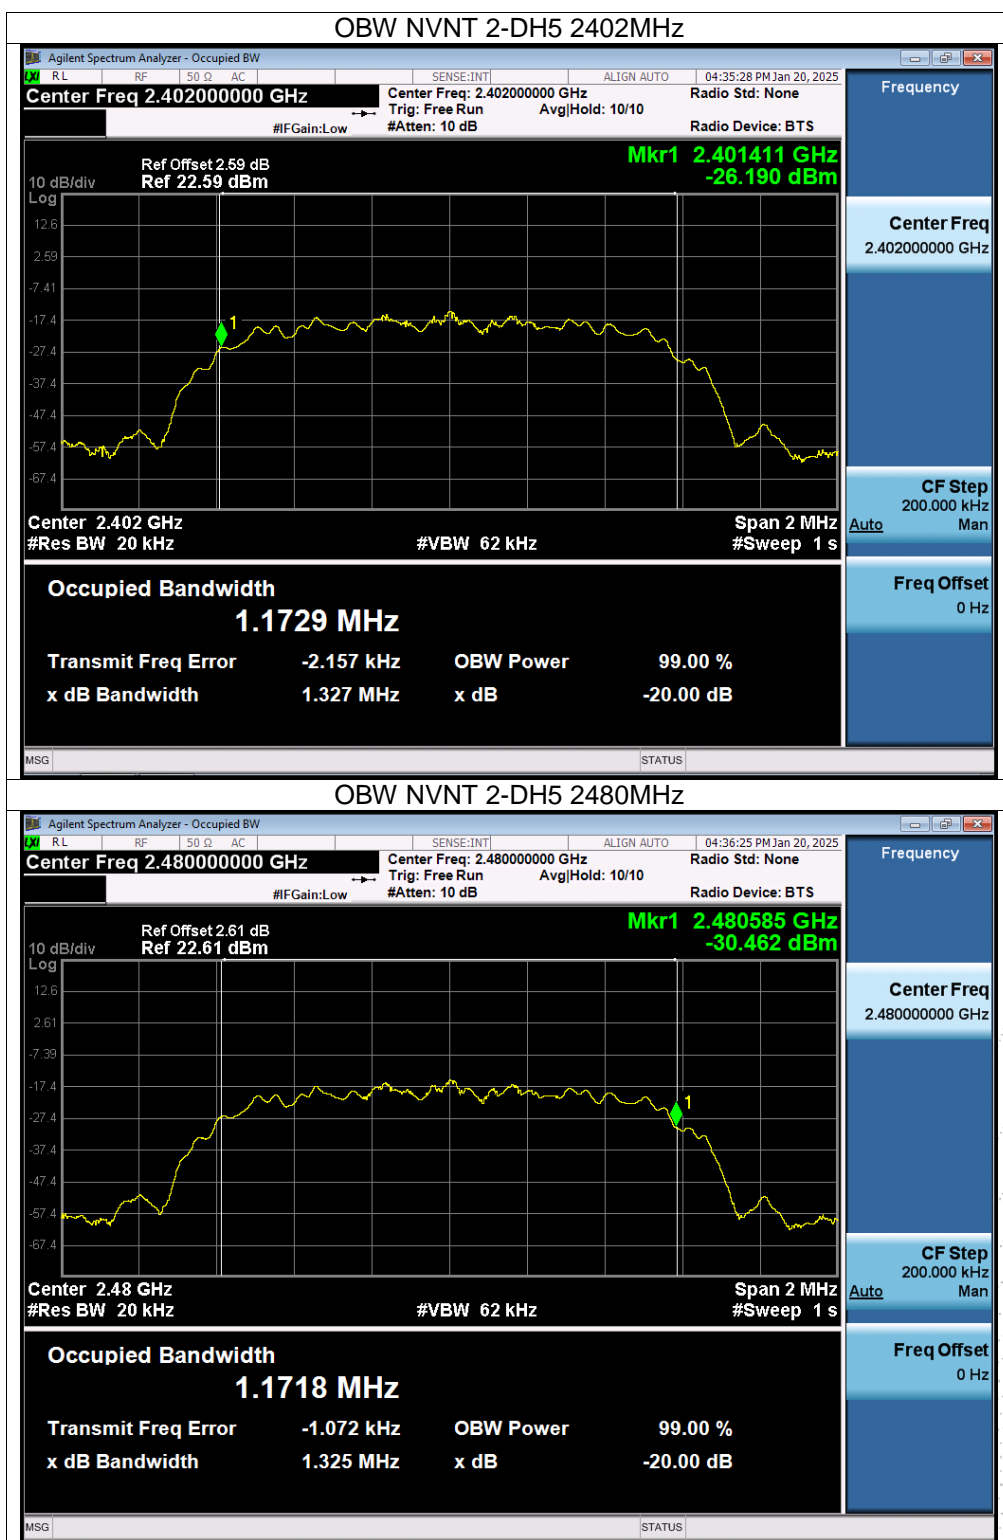 OBW NVNT 2-DH5 2402MHz
Agilent Spectrum Analyzer - Occupied BW
LXI RL RF 50 Ω AC SENSE:INT ALIGN AUTO 04:35:28 PM Jan 20, 2025
Center Freq 2.402000000 GHz
Center Freq: 2.402000000 GHz Radio Std: None
Trig: Free Run Avg|Hold: 10/10
#IFGain:Low #Atten: 10 dB Radio Device: BTS
Frequency
Mkr1 2.401411 GHz
-26.190 dBm
Ref Offset 2.59 dB
10 dB/div Ref 22.59 dBm
Log
12.6
2.59
-7.41
-17.4
-27.4
-37.4
-47.4
-57.4
-67.4
1
Center 2.402 GHz Span 2 MHz
#Res BW 20 kHz #VBW 62 kHz #Sweep 1 s
Center Freq
2.402000000 GHz
CF Step
200.000 kHz
Auto Man
Freq Offset
0 Hz
Occupied Bandwidth
1.1729 MHz
Transmit Freq Error -2.157 kHz OBW Power 99.00 %
x dB Bandwidth 1.327 MHz x dB -20.00 dB
MSG STATUS
OBW NVNT 2-DH5 2480MHz
Agilent Spectrum Analyzer - Occupied BW
LXI RL RF 50 Ω AC SENSE:INT ALIGN AUTO 04:36:25 PM Jan 20, 2025
Center Freq 2.480000000 GHz
Center Freq: 2.480000000 GHz Radio Std: None
Trig: Free Run Avg|Hold: 10/10
#IFGain:Low #Atten: 10 dB Radio Device: BTS
Frequency
Mkr1 2.480585 GHz
-30.462 dBm
Ref Offset 2.61 dB
10 dB/div Ref 22.61 dBm
Log
12.6
2.61
-7.39
-17.4
-27.4
-37.4
-47.4
-57.4
-67.4
1
Center 2.48 GHz Span 2 MHz
#Res BW 20 kHz #VBW 62 kHz #Sweep 1 s
Center Freq
2.480000000 GHz
CF Step
200.000 kHz
Auto Man
Freq Offset
0 Hz
Occupied Bandwidth
1.1718 MHz
Transmit Freq Error -1.072 kHz OBW Power 99.00 %
x dB Bandwidth 1.325 MHz x dB -20.00 dB
MSG STATUS